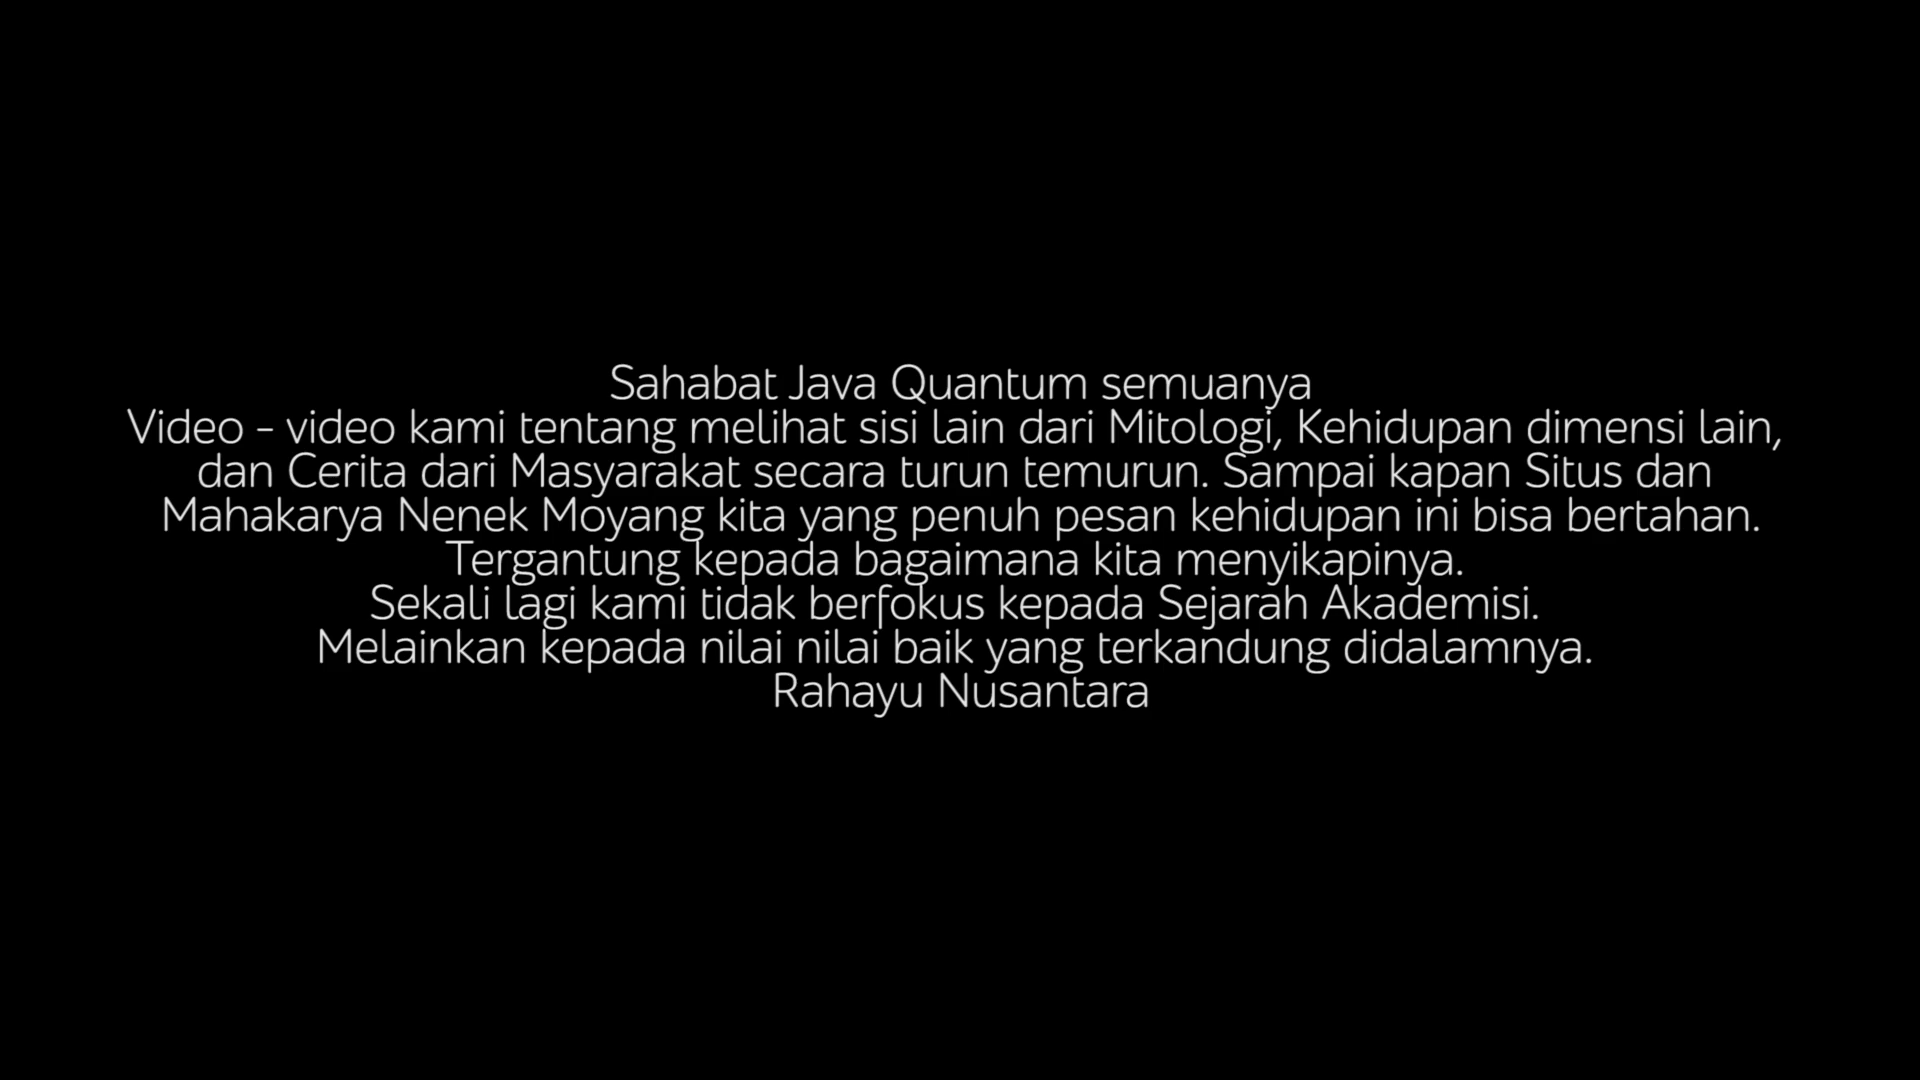 Sahabat Java Quantum semuanya
Video - video kami tentang melihat sisi lain dari Mitologi, Kehidupan dimensi lain,
dan Cerita dari Masyarakat secara turun temurun. Sampai kapan Situs dan
Mahakarya Nenek Moyang kita yang penuh pesan kehidupan ini bisa bertahan.
Tergantung kepada bagaimana kita menyikapinya.
Sekali lagi kami tidak berfokus kepada Sejarah Akademisi.
Melainkan kepada nilai nilai baik yang terkandung didalamnya.
Rahayu Nusantara